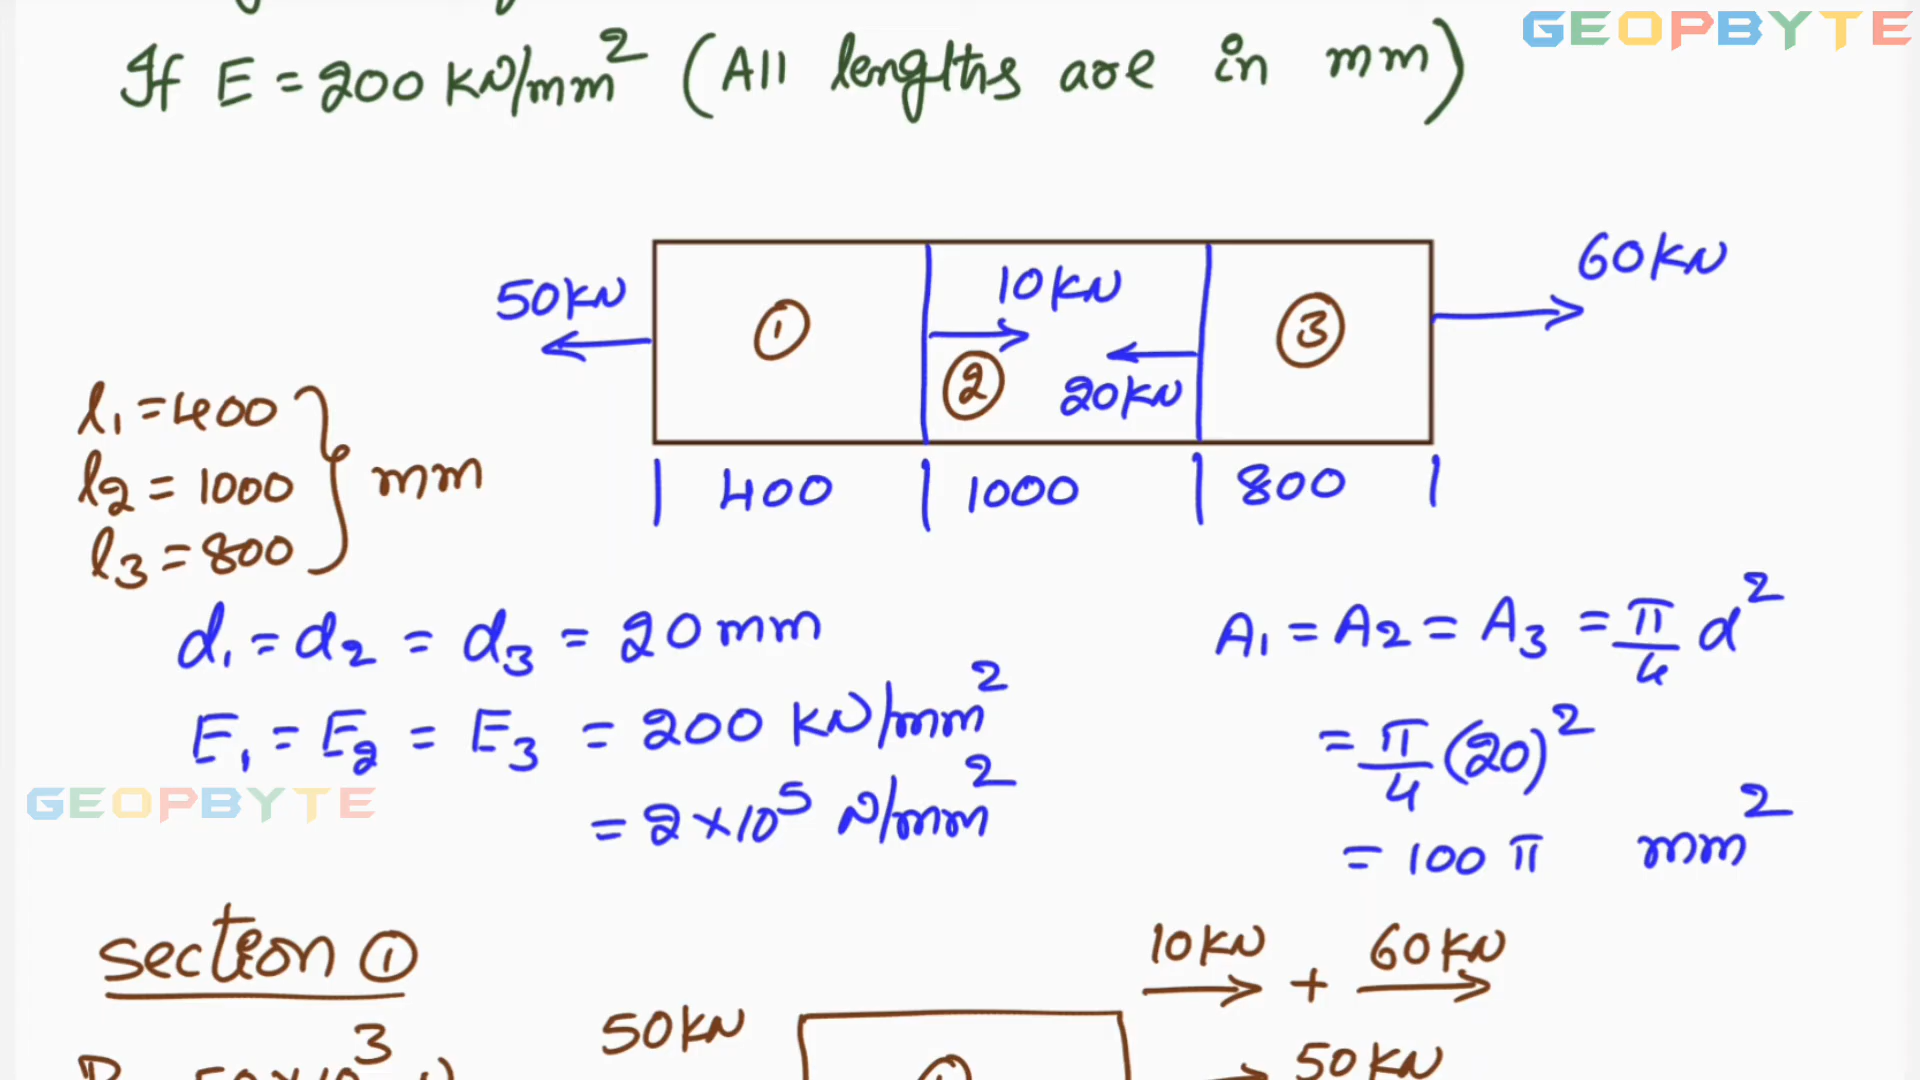 GEOPBYTE
If E = 200 kN/mm² (All lengths are in mm)
50kN
①
10kN
②
20kN
③
60kN
400
1000
800
l₁ = 400
l₂ = 1000
l₃ = 800
mm
d₁ = d₂ = d₃ = 20 mm
E₁ = E₂ = E₃ = 200 kN/mm²
= 2 × 10⁵ N/mm²
A₁ = A₂ = A₃ = π/4 d²
= π/4 (20)²
= 100 π mm²
GEOPBYTE
section ①
10kN + 60kN
50kN
50kN